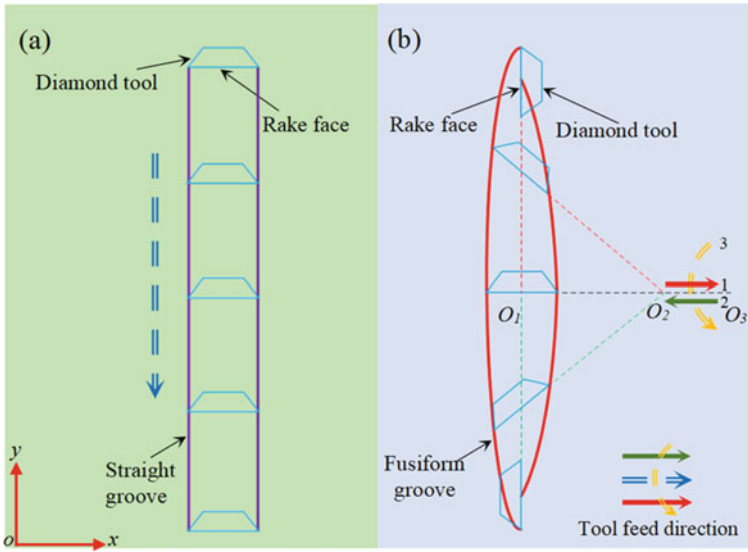 (a)
Diamond tool
Rake face
Straight
groove
y
o
x
(b)
Rake face
Diamond tool
3
1
2
O1
O2
O3
Fusiform
groove
Tool feed direction